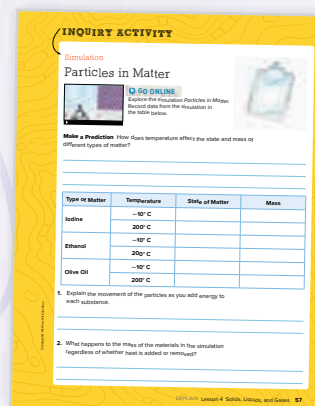 INQUIRY ACTIVITY
Simulation
Particles in Matter
GO ONLINE
Explore the simulation Particles in Matter.
Record data from the simulation in
the table below.
Make a Prediction How does temperature affect the state and mass of
different types of matter?
Type of Matter Temperature State of Matter Mass
Iodine −10° C
200° C
Ethanol −10° C
200° C
Olive Oil −10° C
200° C
1. Explain the movement of the particles as you add energy to
each substance.
2. What happens to the mass of the materials in the simulation
regardless of whether heat is added or removed?
EXPLAIN Lesson 4 Solids, Liquids, and Gases 57